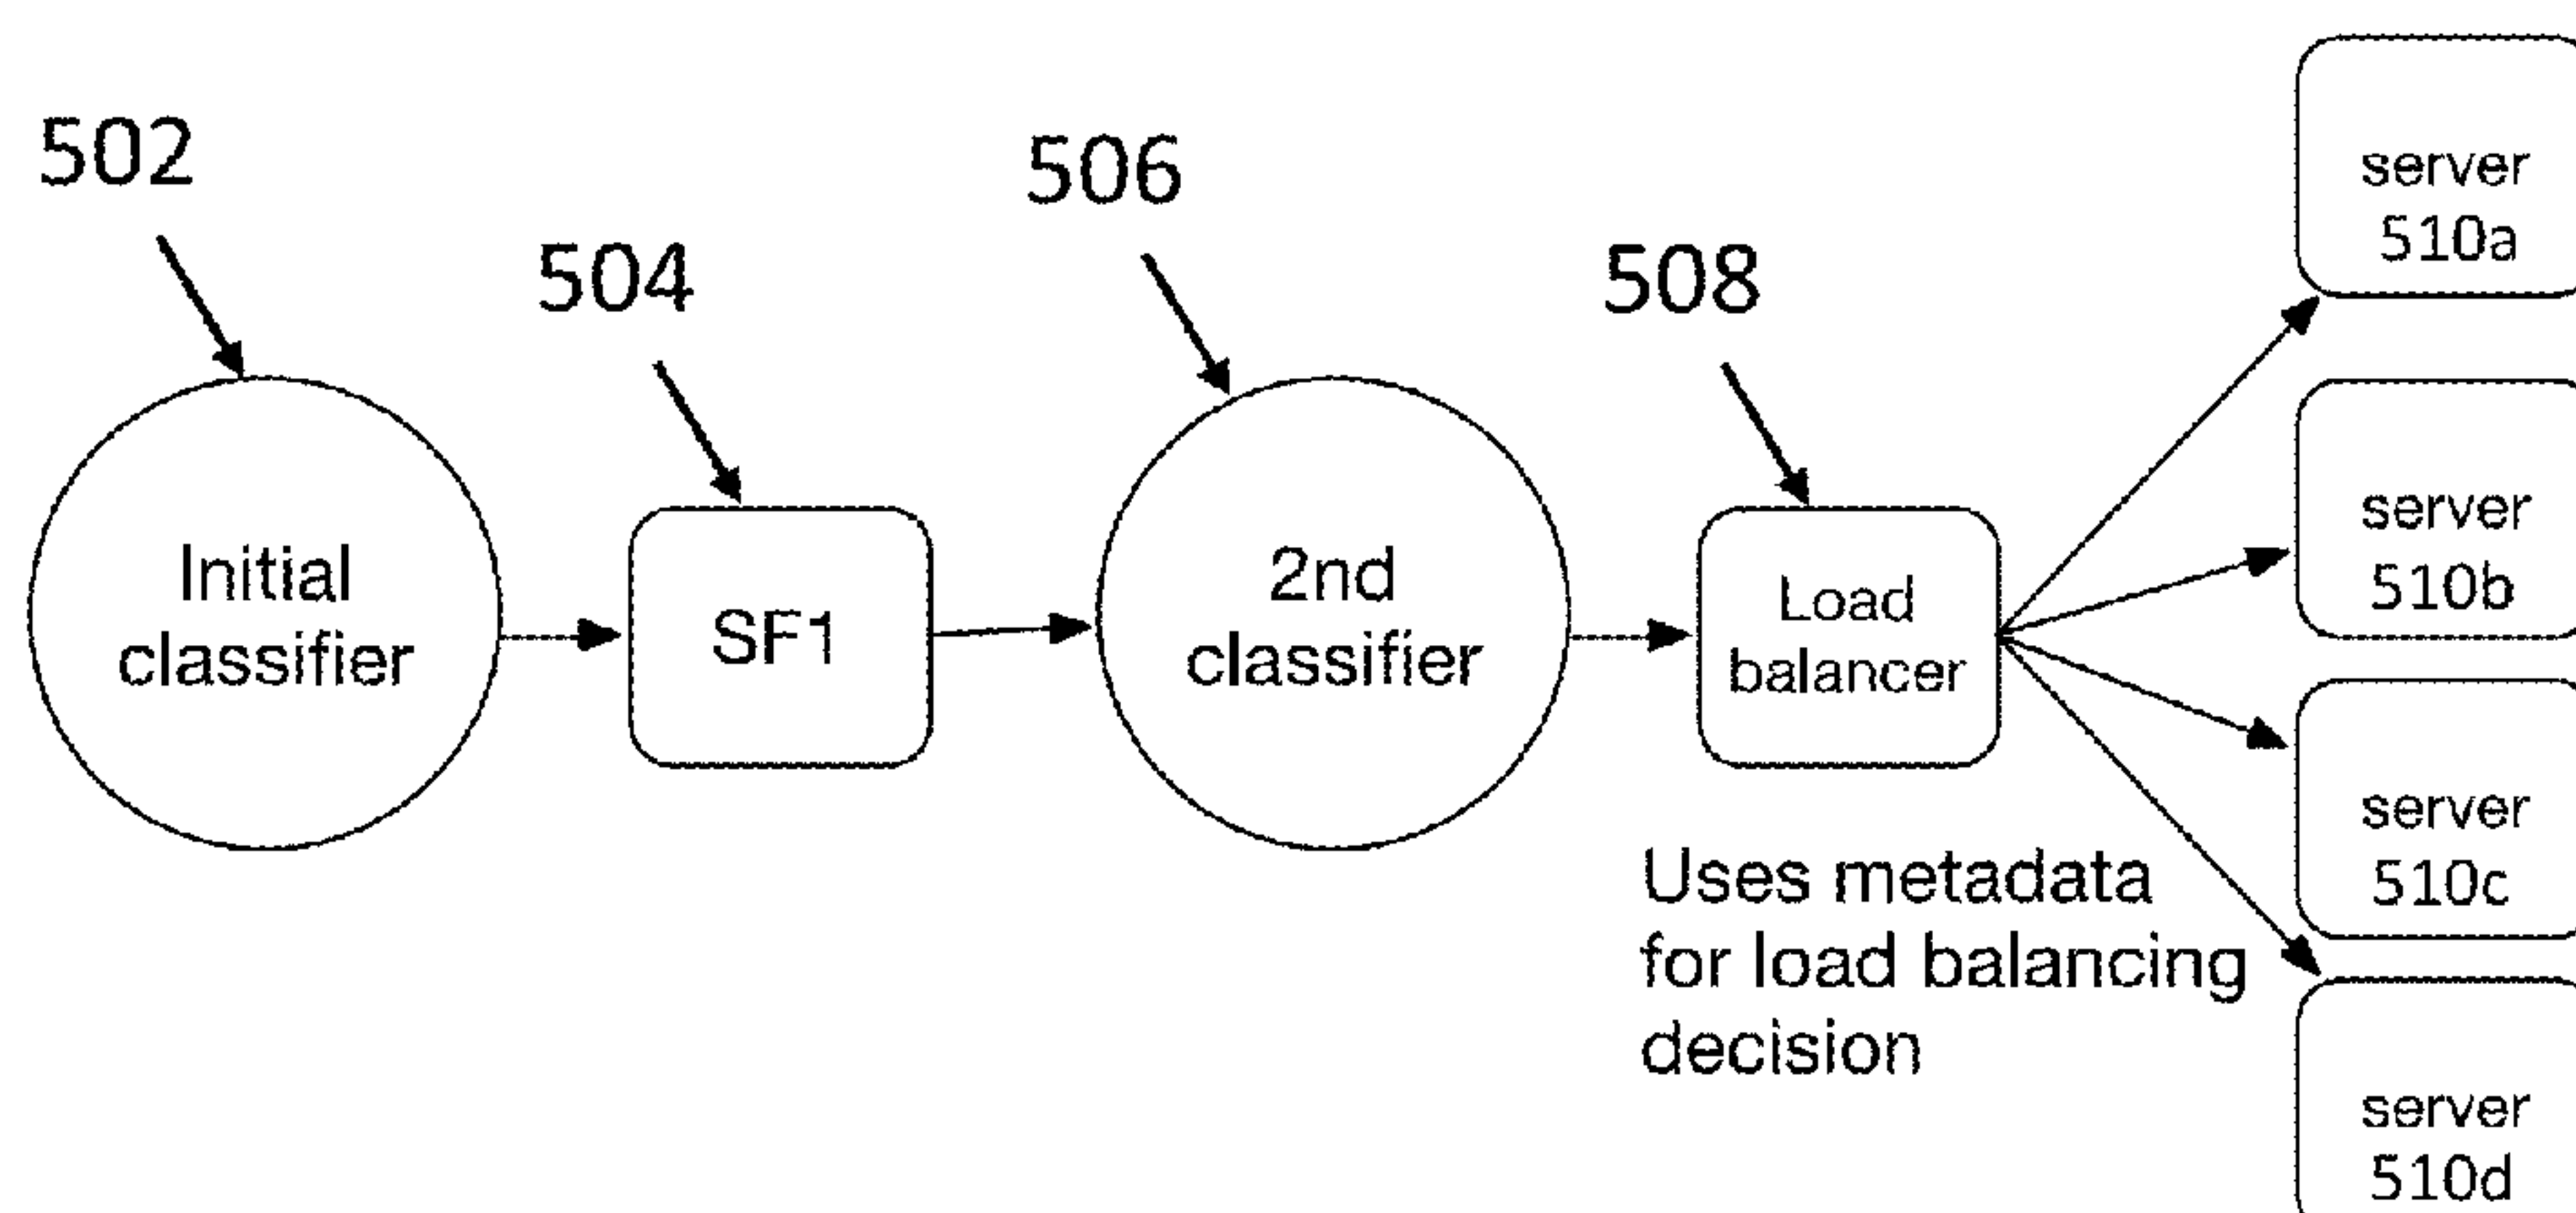 502
504
506
508
Initial
classifier
SF1
2nd
classifier
Load
balancer
Uses metadata
for load balancing
decision
server
510a
server
510b
server
510c
server
510d